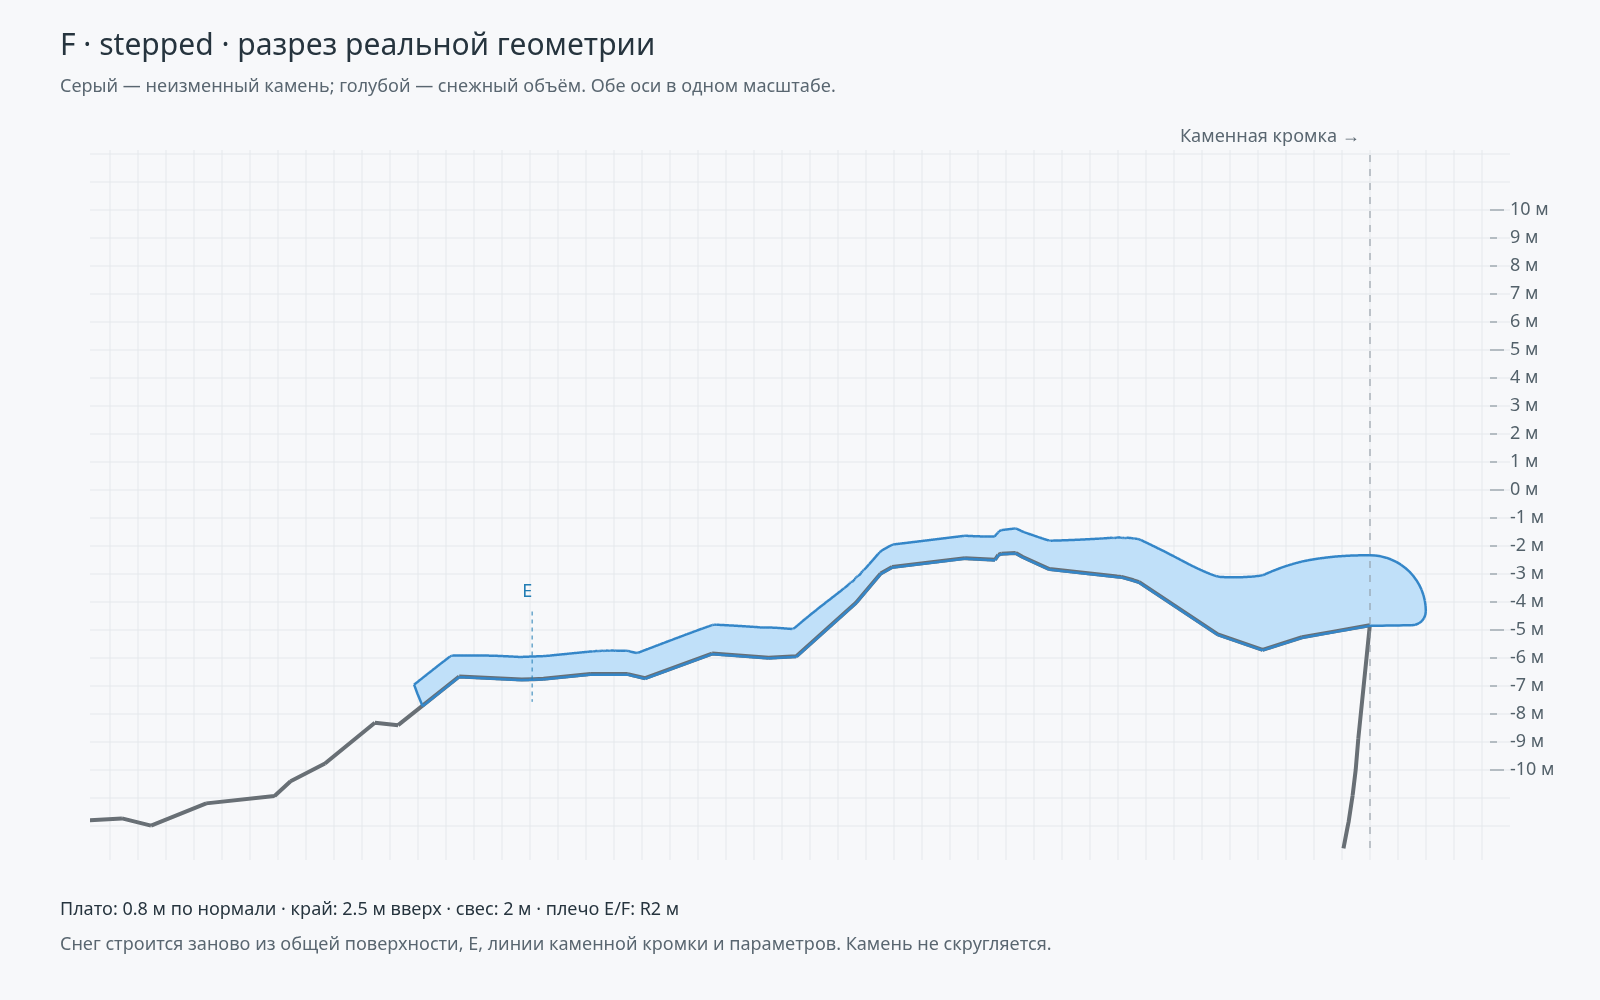 F · stepped · разрез реальной геометрии
Серый — неизменный камень; голубой — снежный объём. Обе оси в одном масштабе.
Каменная кромка →
10 м
9 м
8 м
7 м
6 м
5 м
4 м
3 м
2 м
1 м
0 м
-1 м
-2 м
-3 м
E
-4 м
-5 м
-6 м
-7 м
-8 м
-9 м
-10 м
Плато: 0.8 м по нормали · край: 2.5 м вверх · свес: 2 м · плечо E/F: R2 м
Снег строится заново из общей поверхности, E, линии каменной кромки и параметров. Камень не скругляется.